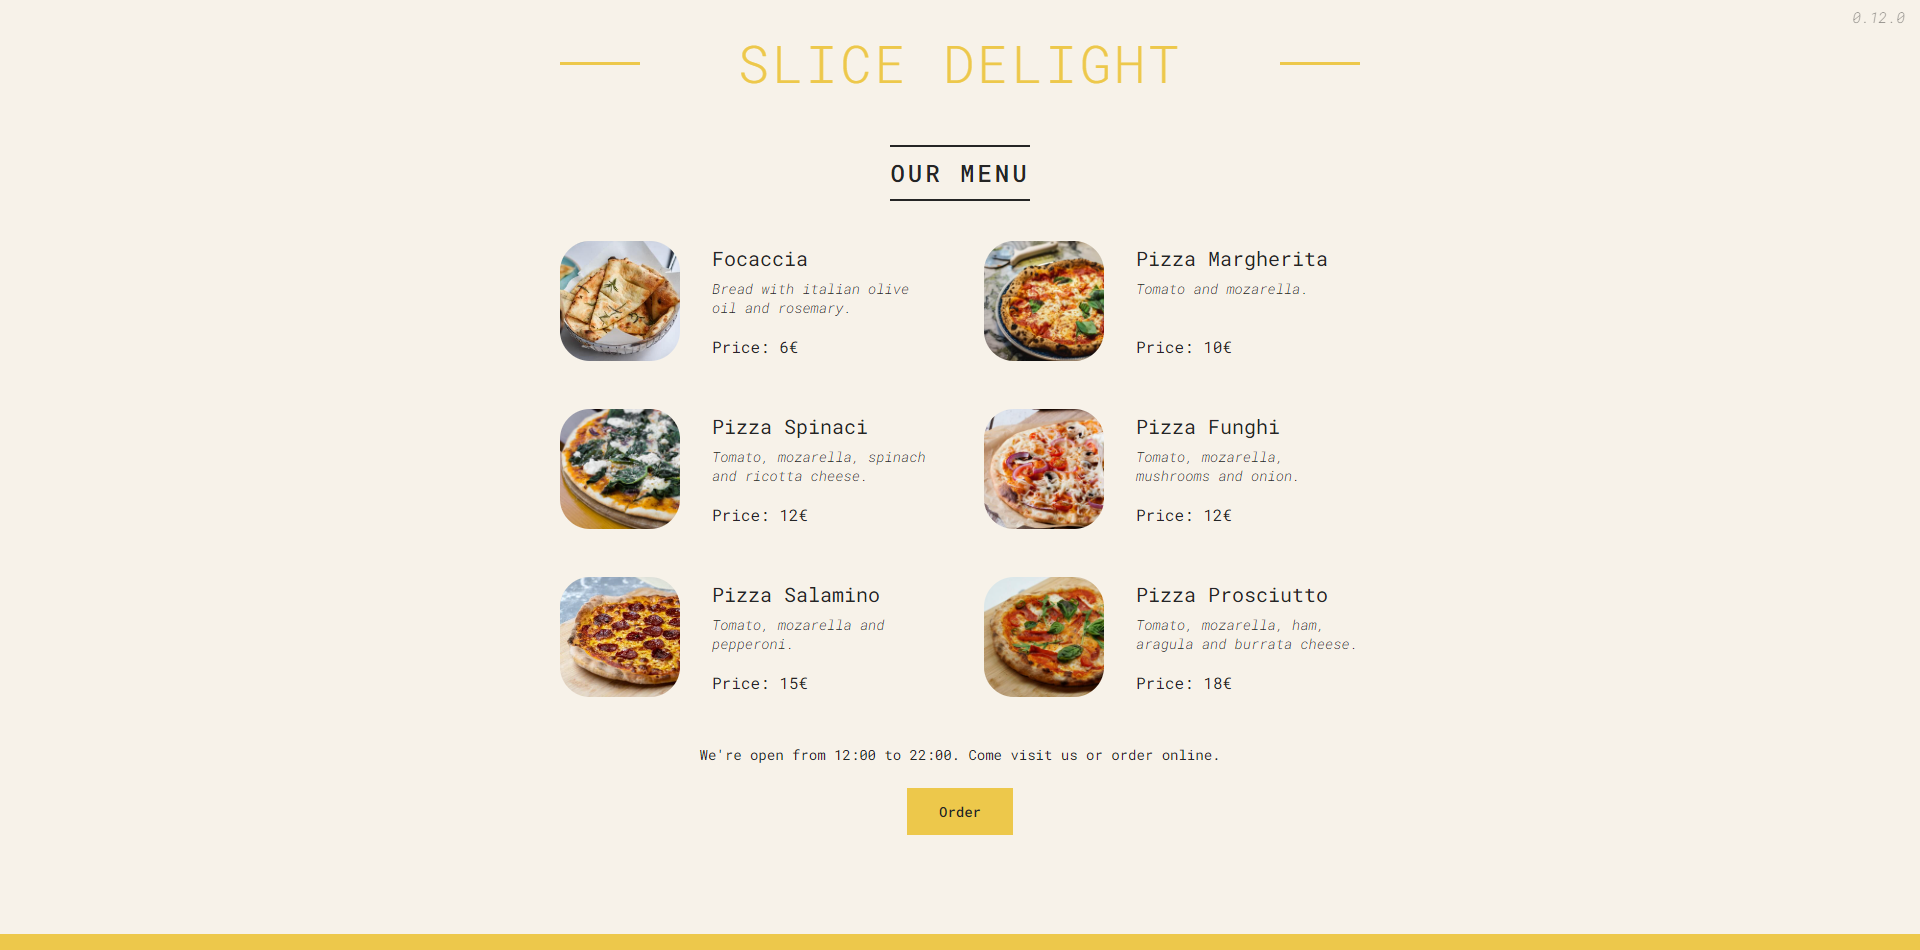 0.12.0
SLICE DELIGHT
OUR MENU
Focaccia
Bread with italian olive
oil and rosemary.
Price: 6€
Pizza Margherita
Tomato and mozarella.
Price: 10€
Pizza Spinaci
Tomato, mozarella, spinach
and ricotta cheese.
Price: 12€
Pizza Funghi
Tomato, mozarella,
mushrooms and onion.
Price: 12€
Pizza Salamino
Tomato, mozarella and
pepperoni.
Price: 15€
Pizza Prosciutto
Tomato, mozarella, ham,
aragula and burrata cheese.
Price: 18€
We're open from 12:00 to 22:00. Come visit us or order online.
Order